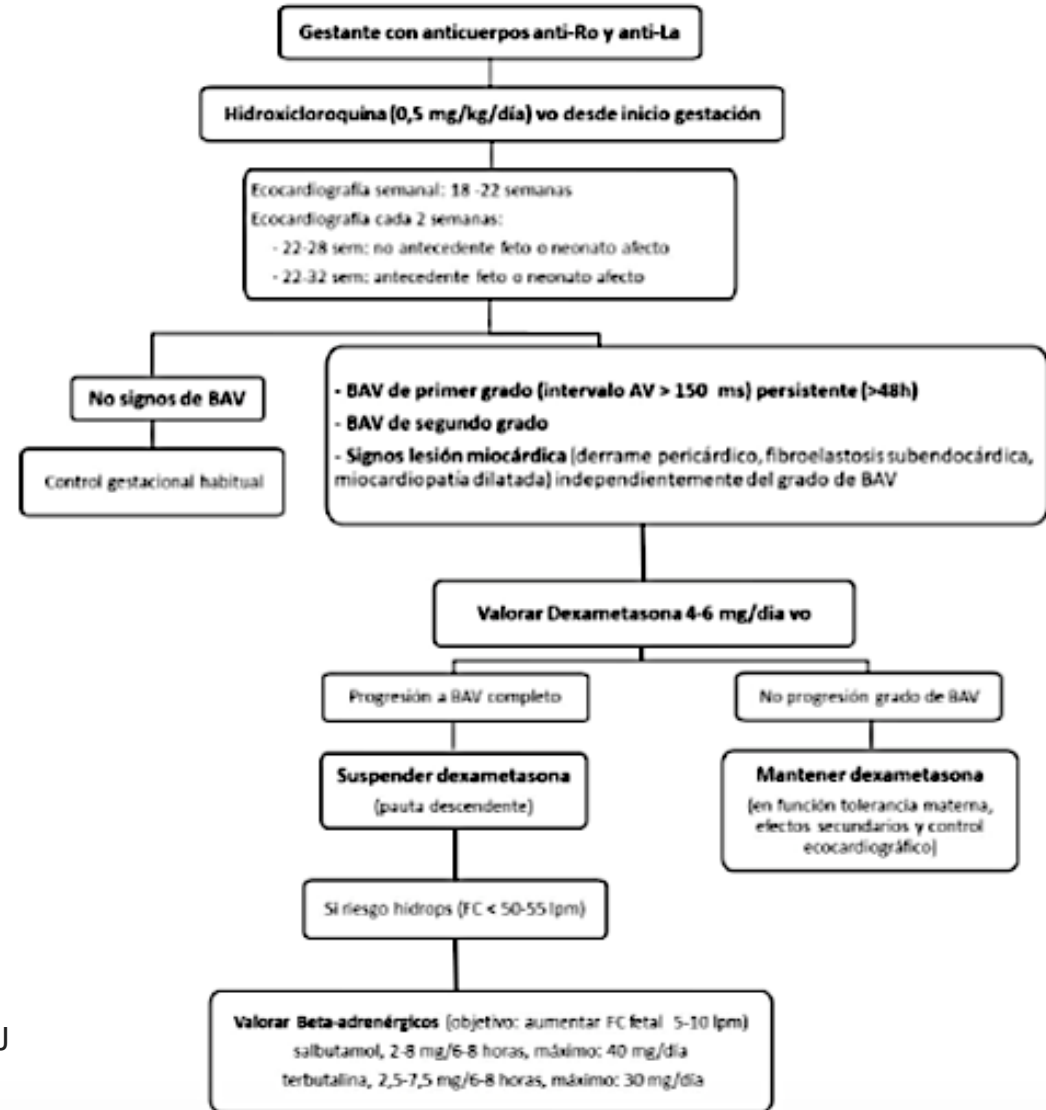 Gestante con anticuerpos anti-Ro y anti-La
Hidroxicloroquina (0,5 mg/kg/día) vo desde inicio gestación
Ecocardiografía semanal: 18 -22 semanas
Ecocardiografía cada 2 semanas:
- 22-28 sem: no antecedente feto o neonato afecto
- 22-32 sem: antecedente feto o neonato afecto
No signos de BAV
Control gestacional habitual
- BAV de primer grado (intervalo AV > 150 ms) persistente (>48h)
- BAV de segundo grado
- Signos lesión miocárdica (derrame pericárdico, fibroelastosis subendocárdica,
miocardiopatía dilatada) independientemente del grado de BAV
Valorar Dexametasona 4-6 mg/dia vo
Progresión a BAV completo
No progresión grado de BAV
Suspender dexametasona
(pauta descendente)
Mantener dexametasona
(en función tolerancia materna,
efectos secundarios y control
ecocardiográfico)
Si riesgo hidrops (FC < 50-55 lpm)
Valorar Beta-adrenérgicos (objetivo: aumentar FC fetal 5-10 lpm)
salbutamol, 2-8 mg/6-8 horas, máximo: 40 mg/día
terbutalina, 2,5-7,5 mg/6-8 horas, máximo: 30 mg/día